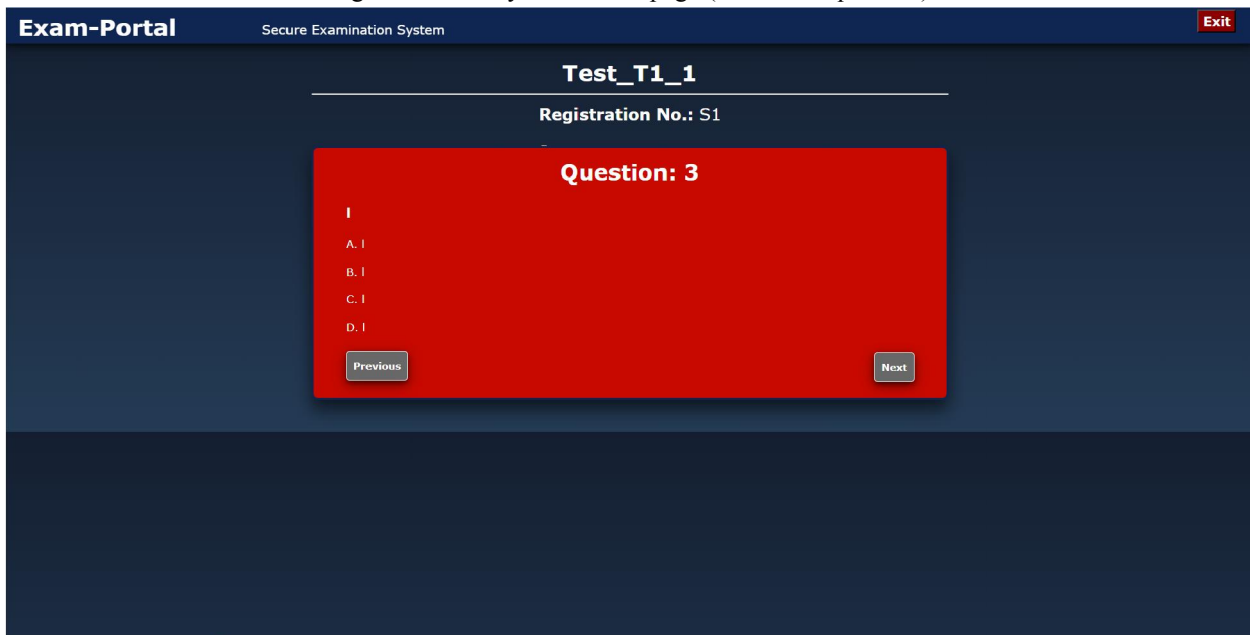 Exam-Portal Secure Examination System Exit
Test_T1_1
Registration No.: S1
Question: 3
l
A. l
B. l
C. l
D. l
Previous Next